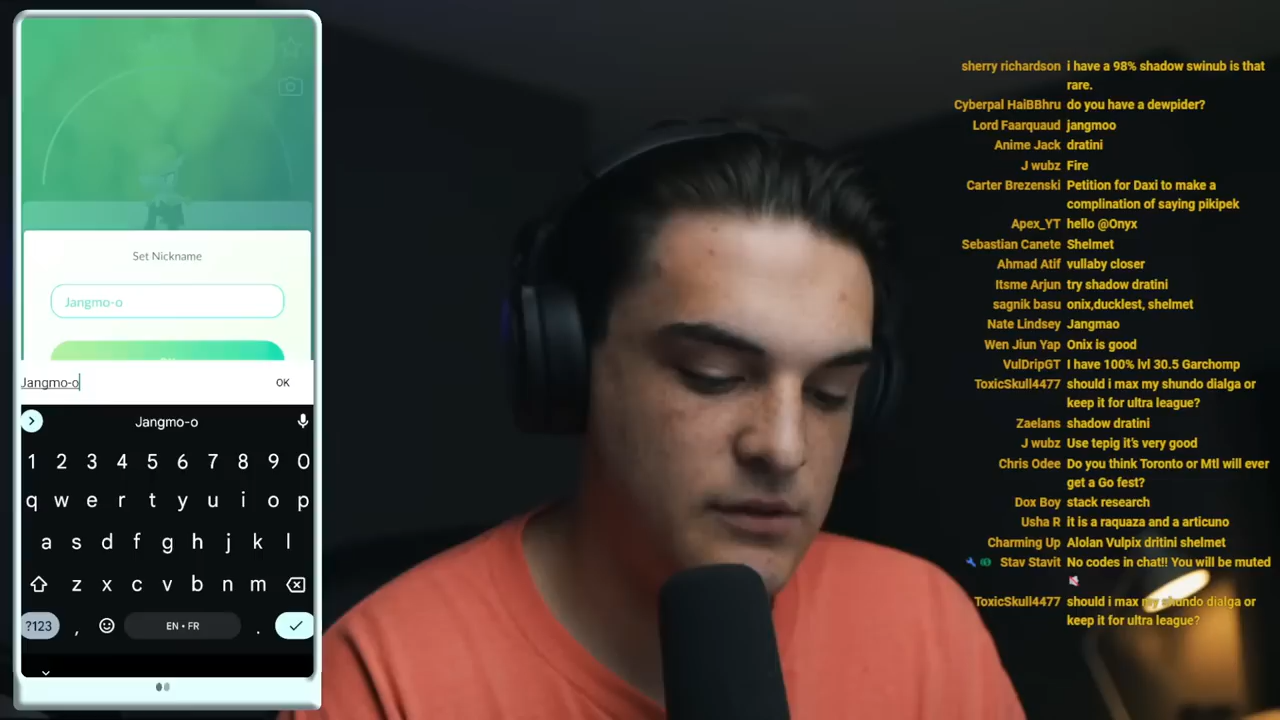 Set Nickname
Jangmo-o
Jangmo-o
OK
Jangmo-o
1 2 3 4 5 6 7 8 9 0
q w e r t y u i o p
a s d f g h j k l
z x c v b n m
?123 , EN • FR .
sherry richardson i have a 98% shadow swinub is that
rare.
Cyberpal HaiBBhru do you have a dewpider?
Lord Faarquaad jangmoo
Anime Jack dratini
J wubz Fire
Carter Brezenski Petition for Daxi to make a
complination of saying pikipek
Apex_YT hello @Onyx
Sebastian Canete Shelmet
Ahmad Atif vullaby closer
Itsme Arjun try shadow dratini
sagnik basu onix,ducklest, shelmet
Nate Lindsey Jangmao
Wen Jiun Yap Onix is good
VulDripGT I have 100% lvl 30.5 Garchomp
ToxicSkull4477 should i max my shundo dialga or
keep it for ultra league?
Zaelans shadow dratini
J wubz Use tepig it's very good
Chris Odee Do you think Toronto or Mtl will ever
get a Go fest?
Dox Boy stack research
Usha R it is a raquaza and a articuno
Charming Up Alolan Vulpix dritini shelmet
Stav Stavit No codes in chat!! You will be muted
ToxicSkull4477 should i max my shundo dialga or
keep it for ultra league?